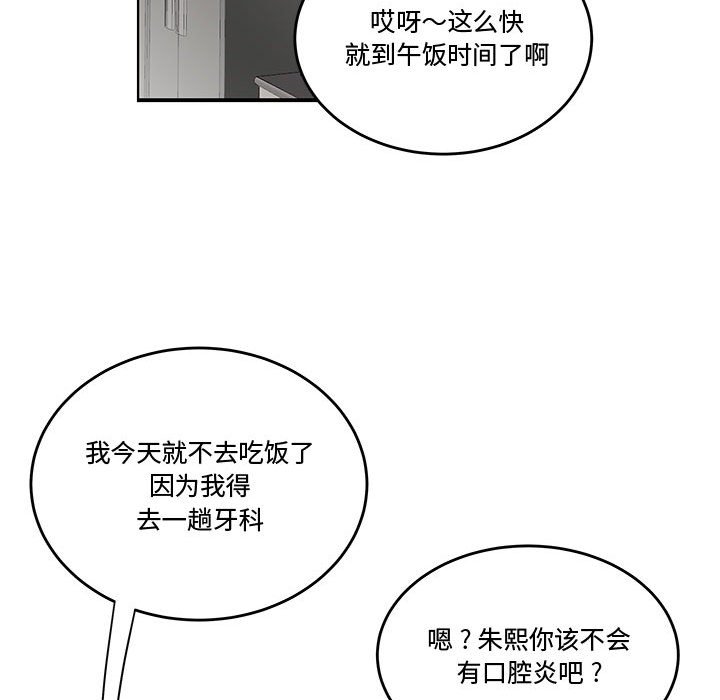 哎呀～这么快
就到午饭时间了啊
我今天就不去吃饭了
因为我得
去一趟牙科
嗯？朱熙你该不会
有口腔炎吧？